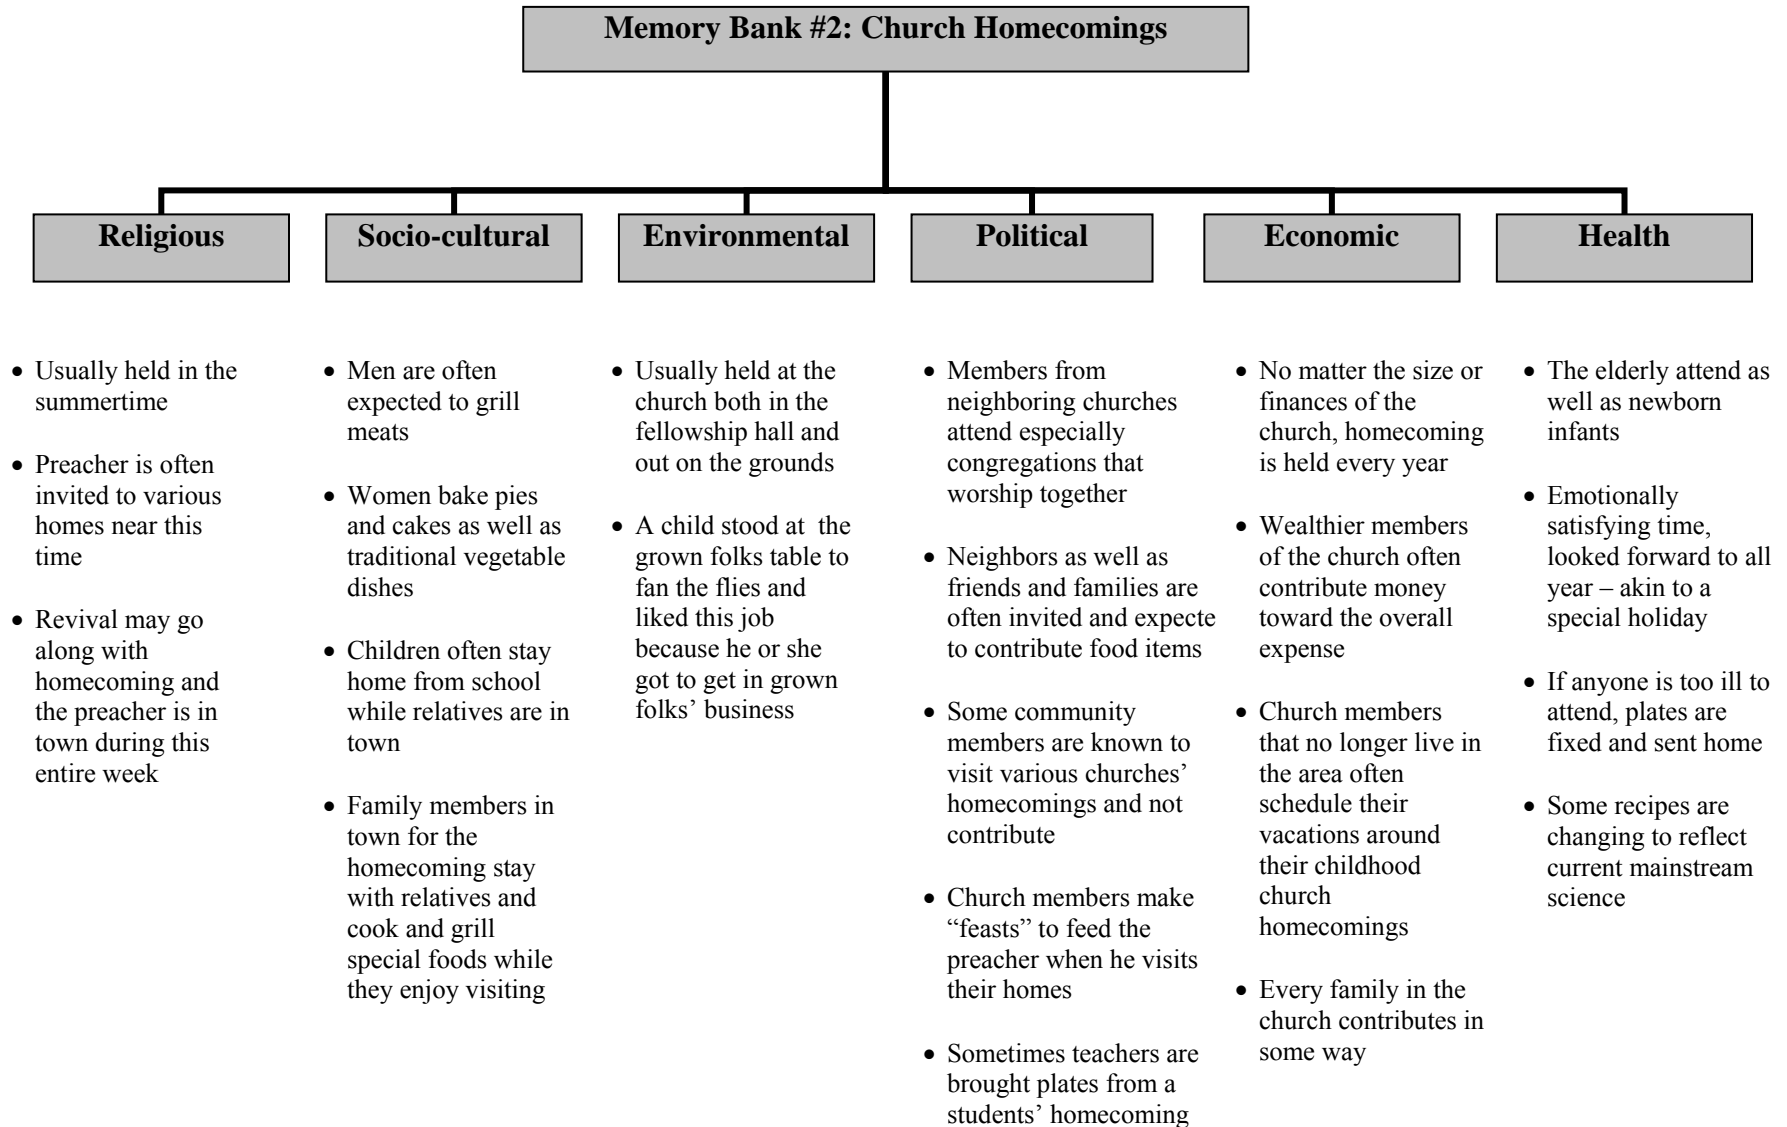 Memory Bank #2: Church Homecomings
Religious
• Usually held in the
summertime
• Preacher is often
invited to various
homes near this
time
• Revival may go
along with
homecoming and
the preacher is in
town during this
entire week
Socio-cultural
• Men are often
expected to grill
meats
• Women bake pies
and cakes as well as
traditional vegetable
dishes
• Children often stay
home from school
while relatives are in
town
• Family members in
town for the
homecoming stay
with relatives and
cook and grill
special foods while
they enjoy visiting
Environmental
• Usually held at the
church both in the
fellowship hall and
out on the grounds
• A child stood at the
grown folks table to
fan the flies and
liked this job
because he or she
got to get in grown
folks’ business
Political
• Members from
neighboring churches
attend especially
congregations that
worship together
• Neighbors as well as
friends and families are
often invited and expecte
to contribute food items
• Some community
members are known to
visit various churches’
homecomings and not
contribute
• Church members make
“feasts” to feed the
preacher when he visits
their homes
• Sometimes teachers are
brought plates from a
students’ homecoming
Economic
• No matter the size or
finances of the
church, homecoming
is held every year
• Wealthier members
of the church often
contribute money
toward the overall
expense
• Church members
that no longer live in
the area often
schedule their
vacations around
their childhood
church
homecomings
• Every family in the
church contributes in
some way
Health
• The elderly attend as
well as newborn
infants
• Emotionally
satisfying time,
looked forward to all
year – akin to a
special holiday
• If anyone is too ill to
attend, plates are
fixed and sent home
• Some recipes are
changing to reflect
current mainstream
science